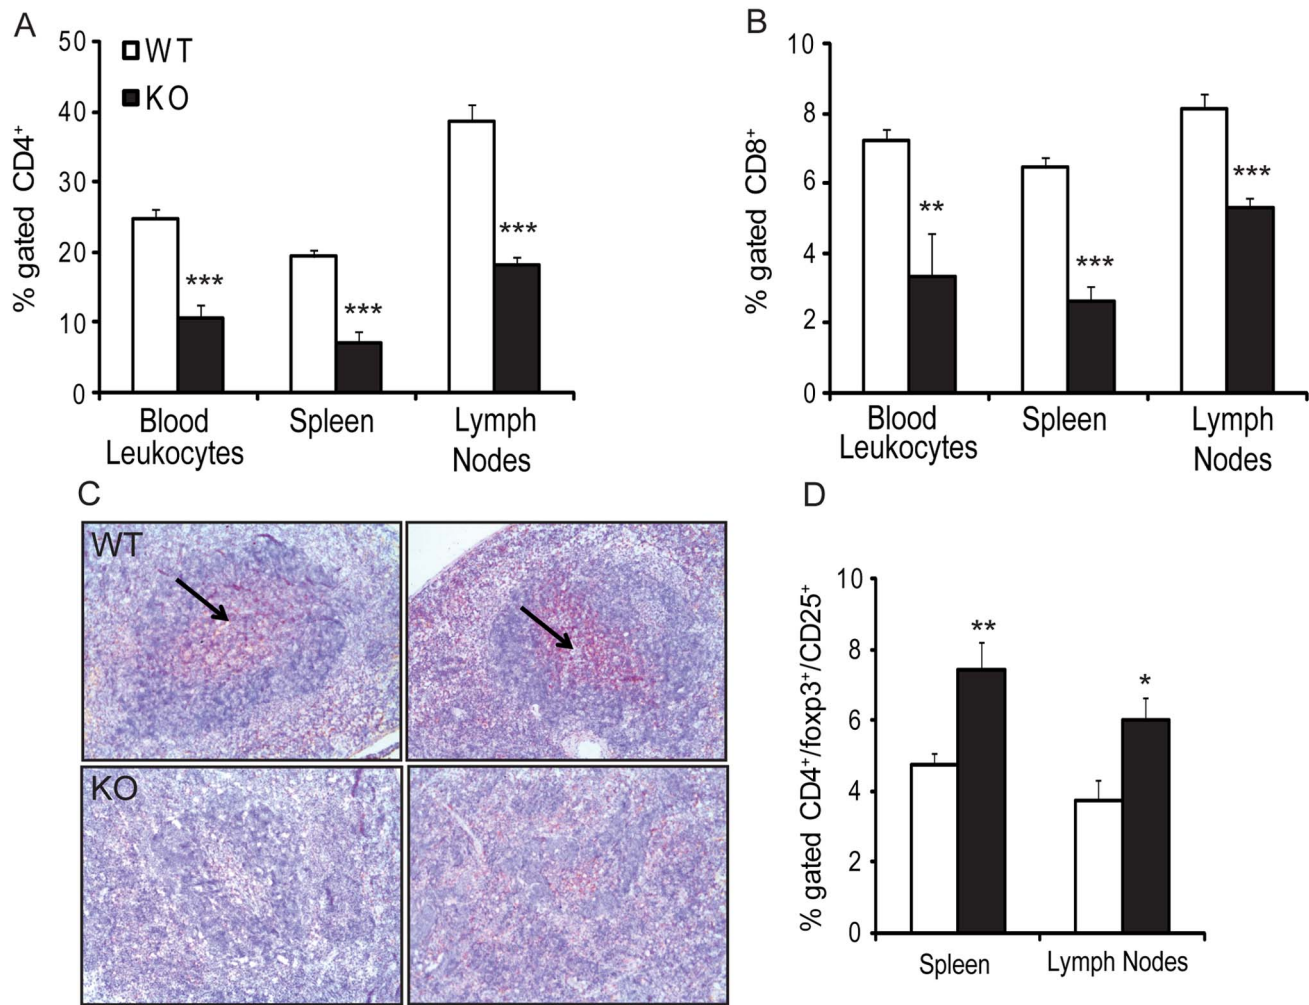 A
50
40
30
20
10
0
% gated CD4⁺
WT
KO
***
***
***
Blood
Leukocytes
Spleen
Lymph
Nodes
B
10
8
6
4
2
0
% gated CD8⁺
**
***
***
Blood
Leukocytes
Spleen
Lymph
Nodes
C
WT
KO
D
10
8
6
4
2
0
% gated CD4⁺/foxp3⁺/CD25⁺
**
*
Spleen
Lymph Nodes